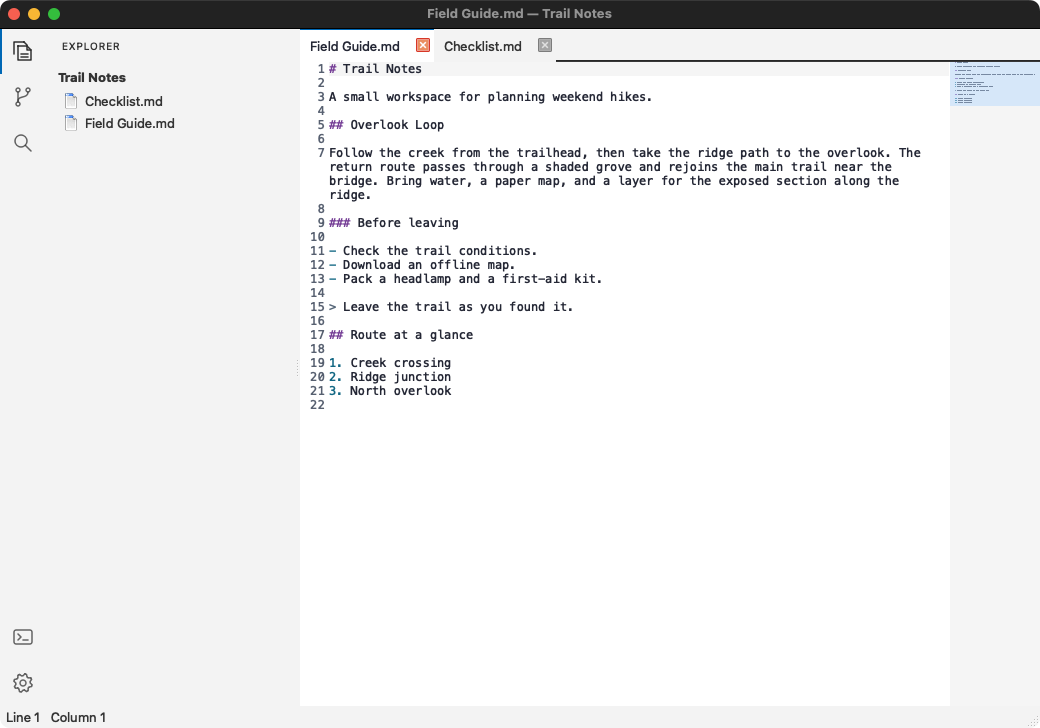 Field Guide.md — Trail Notes
EXPLORER
Trail Notes
Checklist.md
Field Guide.md
Field Guide.md Checklist.md
1 # Trail Notes
2
3 A small workspace for planning weekend hikes.
4
5 ## Overlook Loop
6
7 Follow the creek from the trailhead, then take the ridge path to the overlook. The
return route passes through a shaded grove and rejoins the main trail near the
bridge. Bring water, a paper map, and a layer for the exposed section along the
ridge.
8
9 ### Before leaving
10
11 - Check the trail conditions.
12 - Download an offline map.
13 - Pack a headlamp and a first-aid kit.
14
15 > Leave the trail as you found it.
16
17 ## Route at a glance
18
19 1. Creek crossing
20 2. Ridge junction
21 3. North overlook
22
Line 1 Column 1